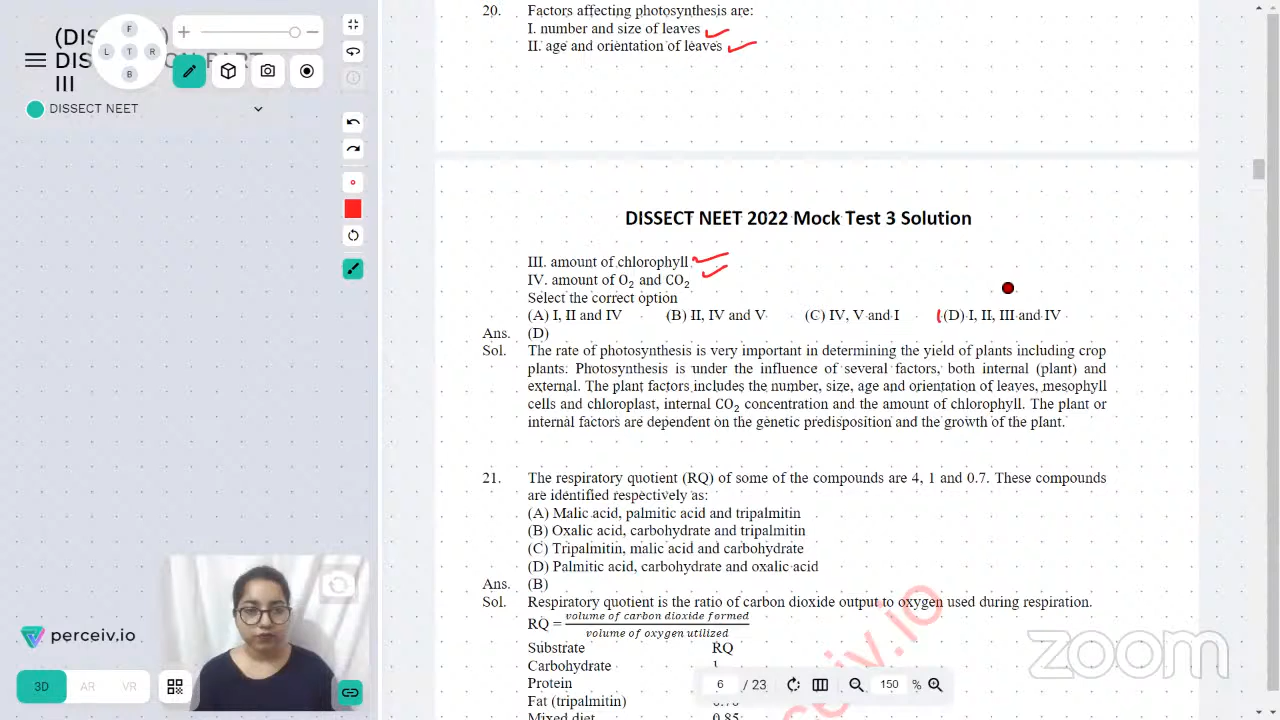 (DISSECT)
DIS
PART
III
DISSECT NEET
F
L T R
B
20. Factors affecting photosynthesis are:
I. number and size of leaves
II. age and orientation of leaves
DISSECT NEET 2022 Mock Test 3 Solution
III. amount of chlorophyll
IV. amount of O₂ and CO₂
Select the correct option
(A) I, II and IV (B) II, IV and V (C) IV, V and I (D) I, II, III and IV
Ans. (D)
Sol. The rate of photosynthesis is very important in determining the yield of plants including crop
plants. Photosynthesis is under the influence of several factors, both internal (plant) and
external. The plant factors includes the number, size, age and orientation of leaves, mesophyll
cells and chloroplast, internal CO₂ concentration and the amount of chlorophyll. The plant or
internal factors are dependent on the genetic predisposition and the growth of the plant.
21. The respiratory quotient (RQ) of some of the compounds are 4, 1 and 0.7. These compounds
are identified respectively as:
(A) Malic acid, palmitic acid and tripalmitin
(B) Oxalic acid, carbohydrate and tripalmitin
(C) Tripalmitin, malic acid and carbohydrate
(D) Palmitic acid, carbohydrate and oxalic acid
Ans. (B)
Sol. Respiratory quotient is the ratio of carbon dioxide output to oxygen used during respiration.
RQ = volume of carbon dioxide formed
volume of oxygen utilized
Substrate RQ
Carbohydrate 1
Protein
Fat (tripalmitin)
Mixed diet 0.85
perceiv.io
3D AR VR
6 / 23 150 %
zoom